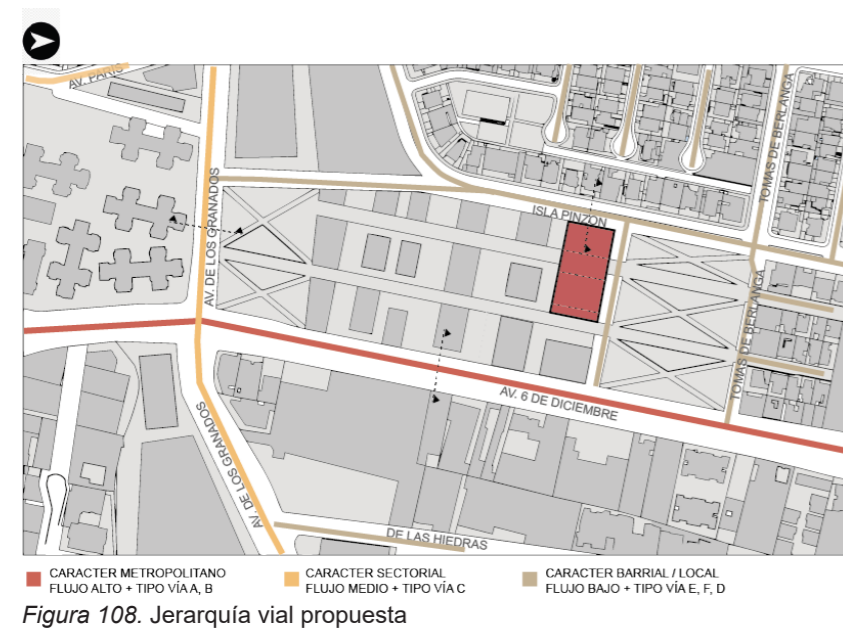 AV. PARIS
AV. DE LOS GRANADOS
ISLA PINZON
TOMAS DE BERLANGA
TOMAS DE BERLANGA
AV. 6 DE DICIEMBRE
AV. DE LOS GRANADOS
DE LAS HIEDRAS
CARACTER METROPOLITANO
FLUJO ALTO + TIPO VÍA A, B
CARACTER SECTORIAL
FLUJO MEDIO + TIPO VÍA C
CARACTER BARRIAL / LOCAL
FLUJO BAJO + TIPO VÍA E, F, D
Figura 108. Jerarquía vial propuesta